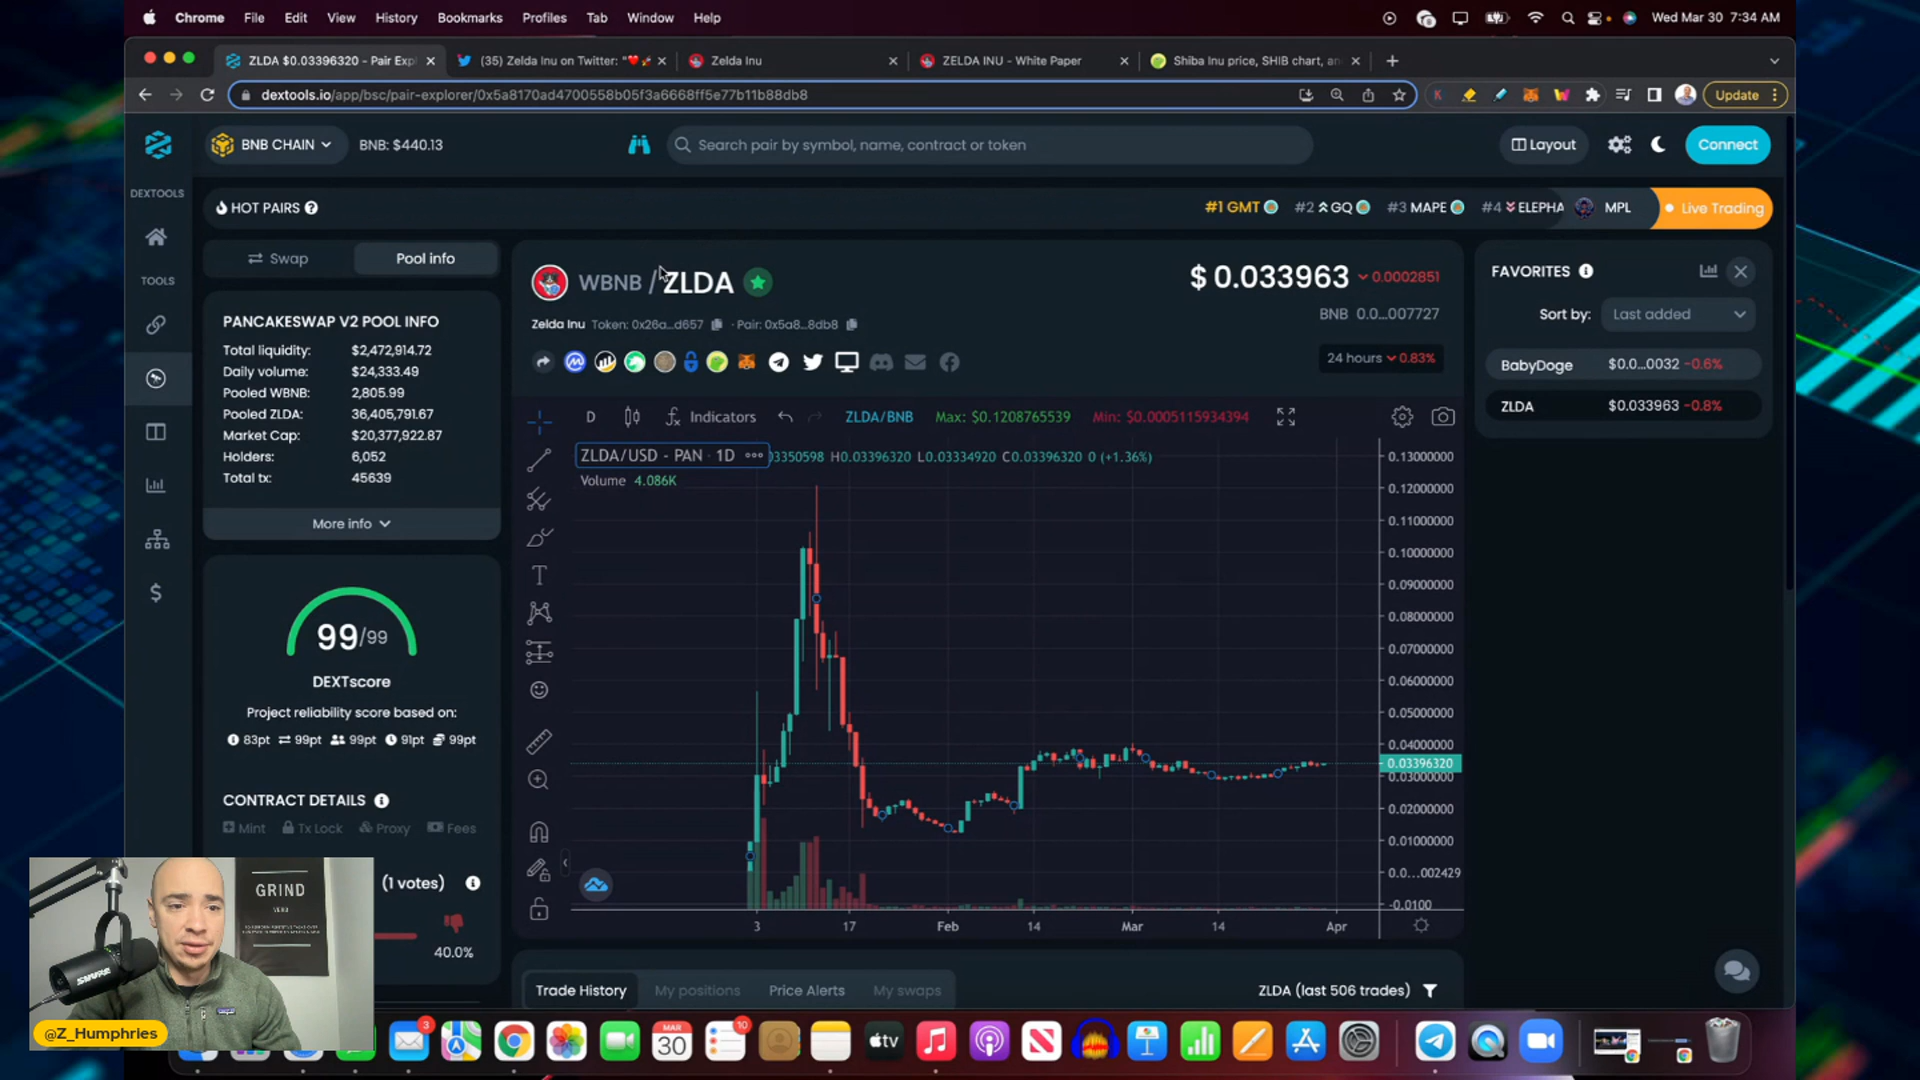 Chrome File Edit View History Bookmarks Profiles Tab Window Help Wed Mar 30 7:34 AM
ZLDA $0.03396320 - Pair Expl (35) Zelda Inu on Twitter: "❤️🚀 Zelda Inu ZELDA INU - White Paper Shiba Inu price, SHIB chart, an
dextools.io/app/bsc/pair-explorer/0x5a8170ad4700558b05f3a6668ff5e77b11b88db8 Update
BNB CHAIN BNB: $440.13 Search pair by symbol, name, contract or token Layout Connect
DEXTOOLS
HOT PAIRS #1 GMT #2 GQ #3 MAPE #4 ELEPHA MPL Live Trading
TOOLS
Swap Pool info
PANCAKESWAP V2 POOL INFO
Total liquidity: $2,472,914.72
Daily volume: $24,333.49
Pooled WBNB: 2,805.99
Pooled ZLDA: 36,405,791.67
Market Cap: $20,377,922.87
Holders: 6,052
Total tx: 45639
More info
99/99
DEXTscore
Project reliability score based on:
83pt 99pt 99pt 91pt 99pt
CONTRACT DETAILS
Mint Tx Lock Proxy Fees
(1 votes)
40.0%
WBNB / ZLDA
$ 0.033963 0.0002851
Zelda Inu Token: 0x26a...d657 · Pair: 0x5a8...8db8
BNB 0.0...007727
24 hours 0.83%
D Indicators ZLDA/BNB Max: $0.1208765539 Min: $0.0005115934394
ZLDA/USD - PAN · 1D 03350598 H0.03396320 L0.03334920 C0.03396320 0 (+1.36%)
Volume 4.086K
0.13000000
0.12000000
0.11000000
0.10000000
0.09000000
0.08000000
0.07000000
0.06000000
0.05000000
0.04000000
0.03396320
0.03000000
0.02000000
0.01000000
0.0...002429
-0.0100
3 17 Feb 14 Mar 14 Apr
Trade History My positions Price Alerts My swaps ZLDA (last 506 trades)
FAVORITES
Sort by: Last added
BabyDoge $0.0...0032 -0.6%
ZLDA $0.033963 -0.8%
GRIND
SHURE
patagonia
@Z_Humphries
3 MAR 30 10 tv